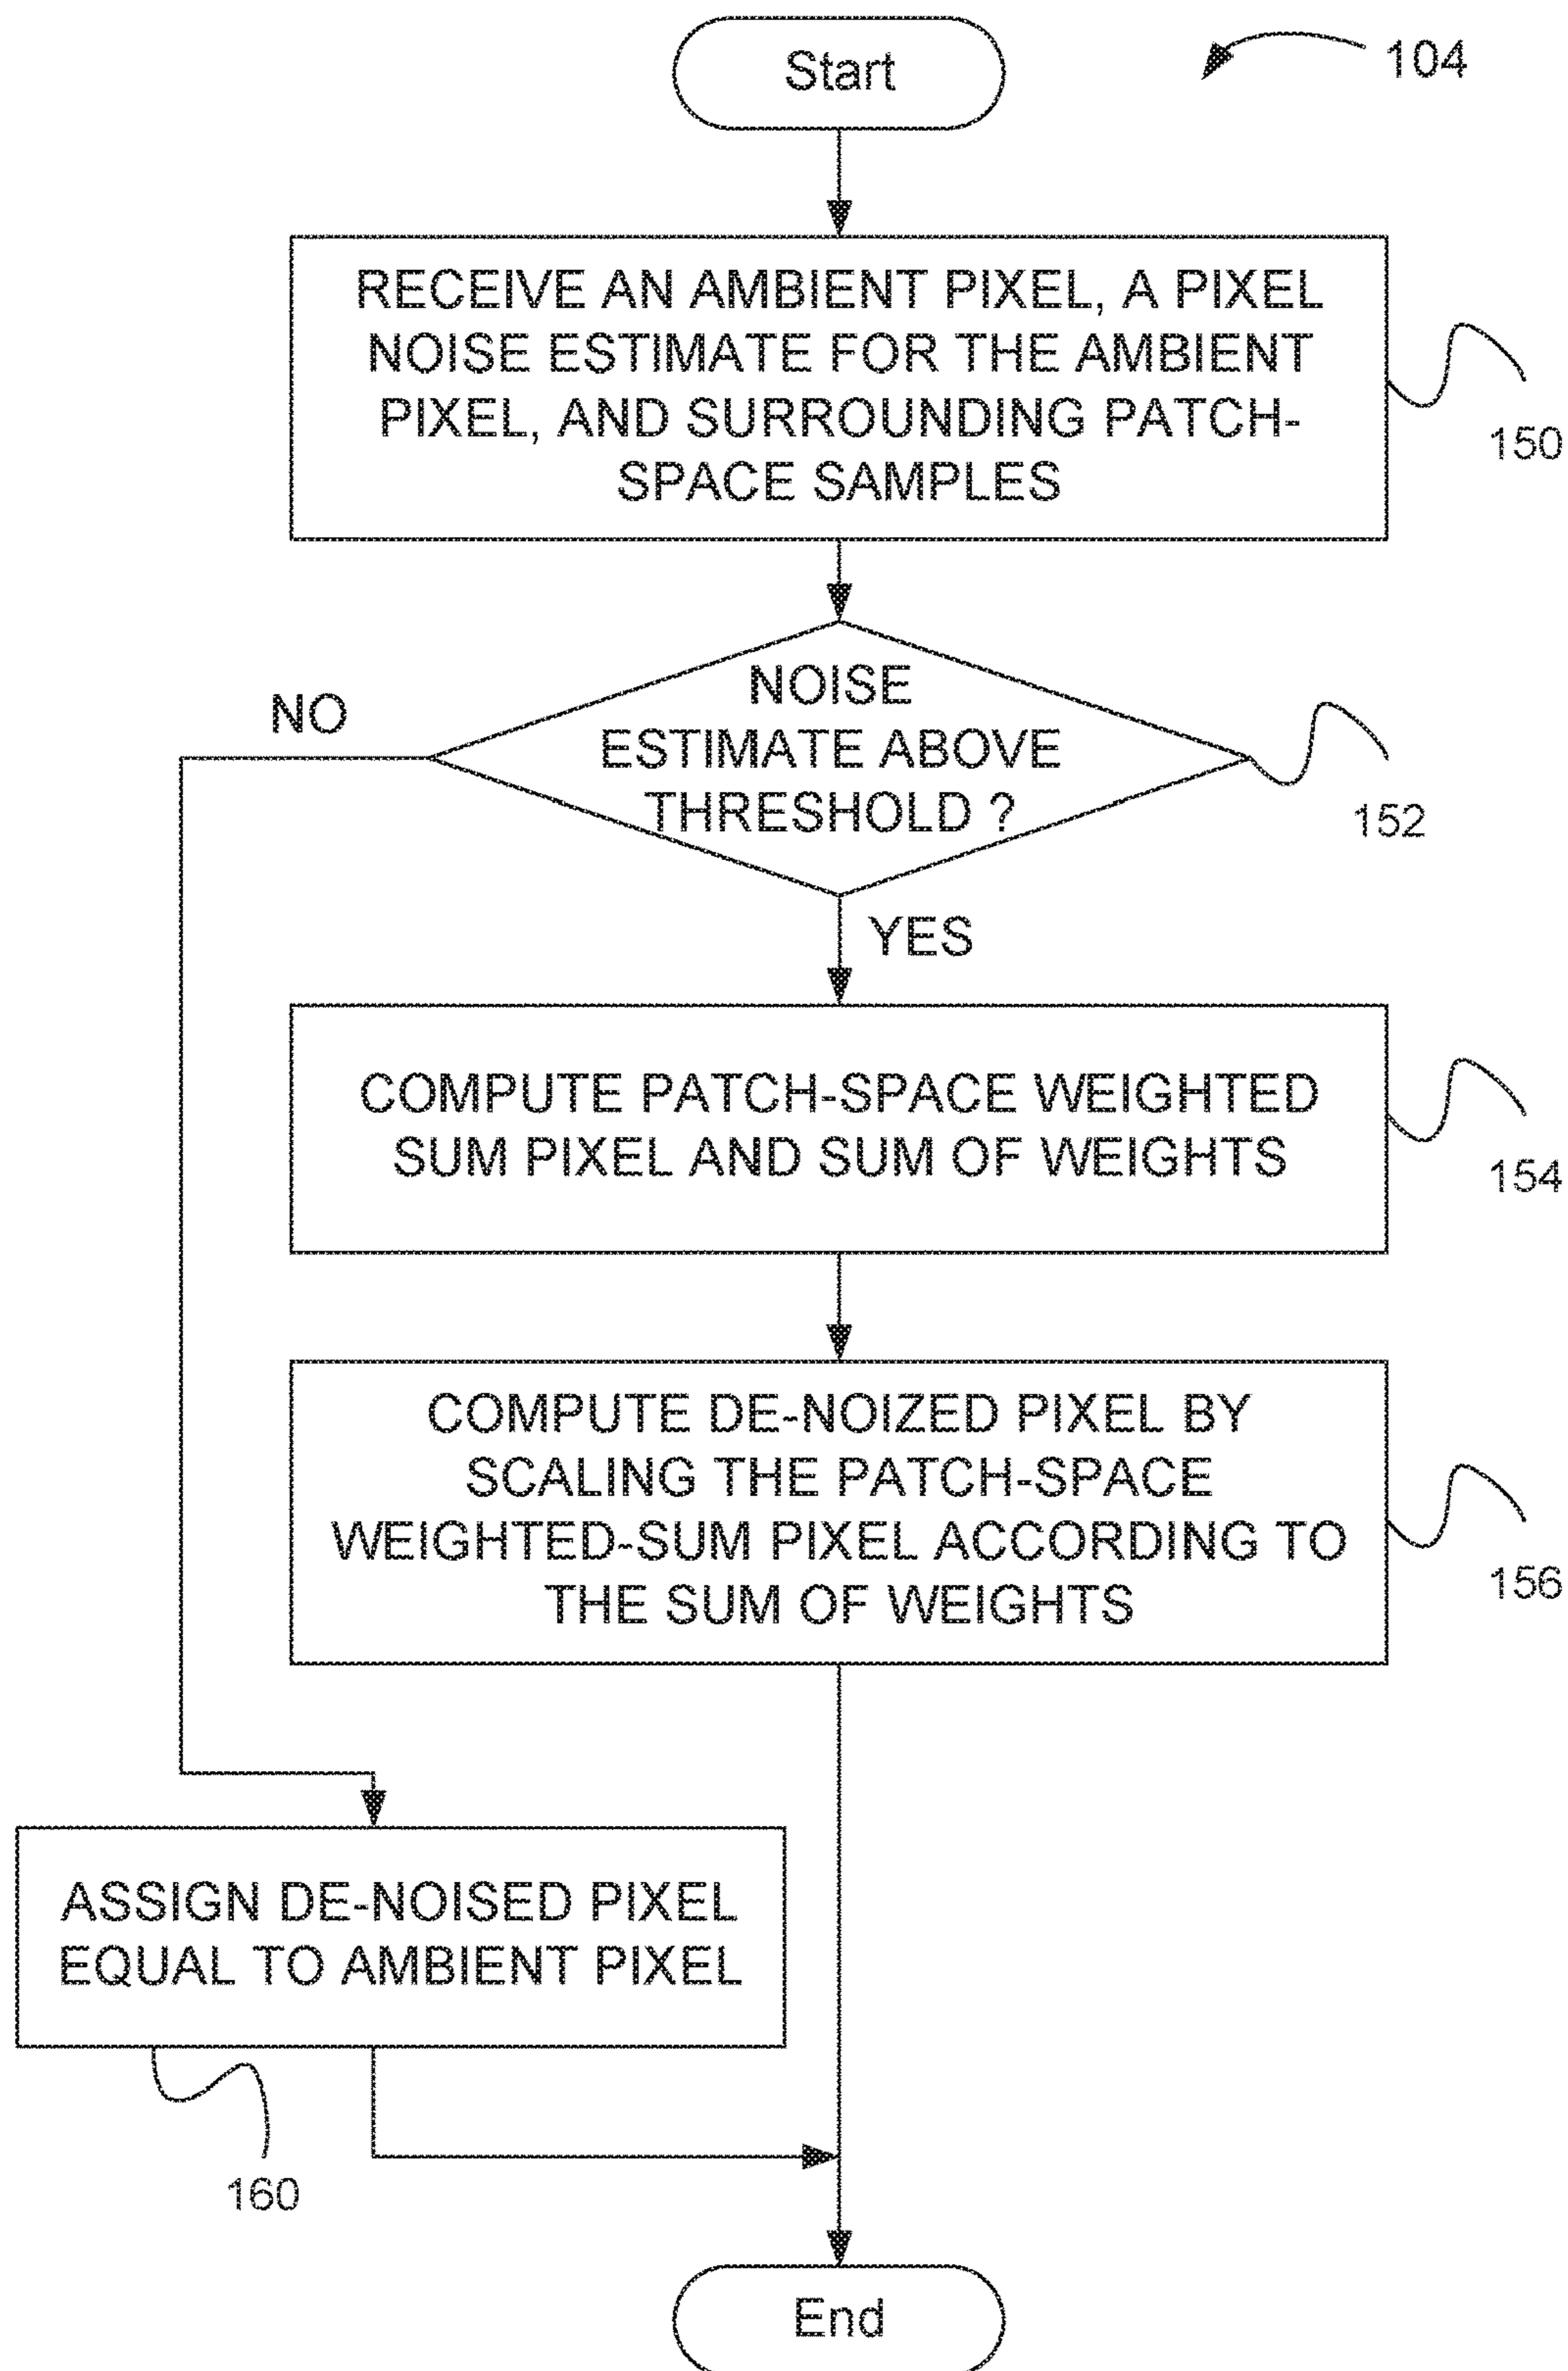 Start
104
RECEIVE AN AMBIENT PIXEL, A PIXEL
NOISE ESTIMATE FOR THE AMBIENT
PIXEL, AND SURROUNDING PATCH-
SPACE SAMPLES
150
NOISE
ESTIMATE ABOVE
THRESHOLD ?
NO
152
YES
COMPUTE PATCH-SPACE WEIGHTED
SUM PIXEL AND SUM OF WEIGHTS
154
COMPUTE DE-NOIZED PIXEL BY
SCALING THE PATCH-SPACE
WEIGHTED-SUM PIXEL ACCORDING TO
THE SUM OF WEIGHTS
156
ASSIGN DE-NOISED PIXEL
EQUAL TO AMBIENT PIXEL
160
End